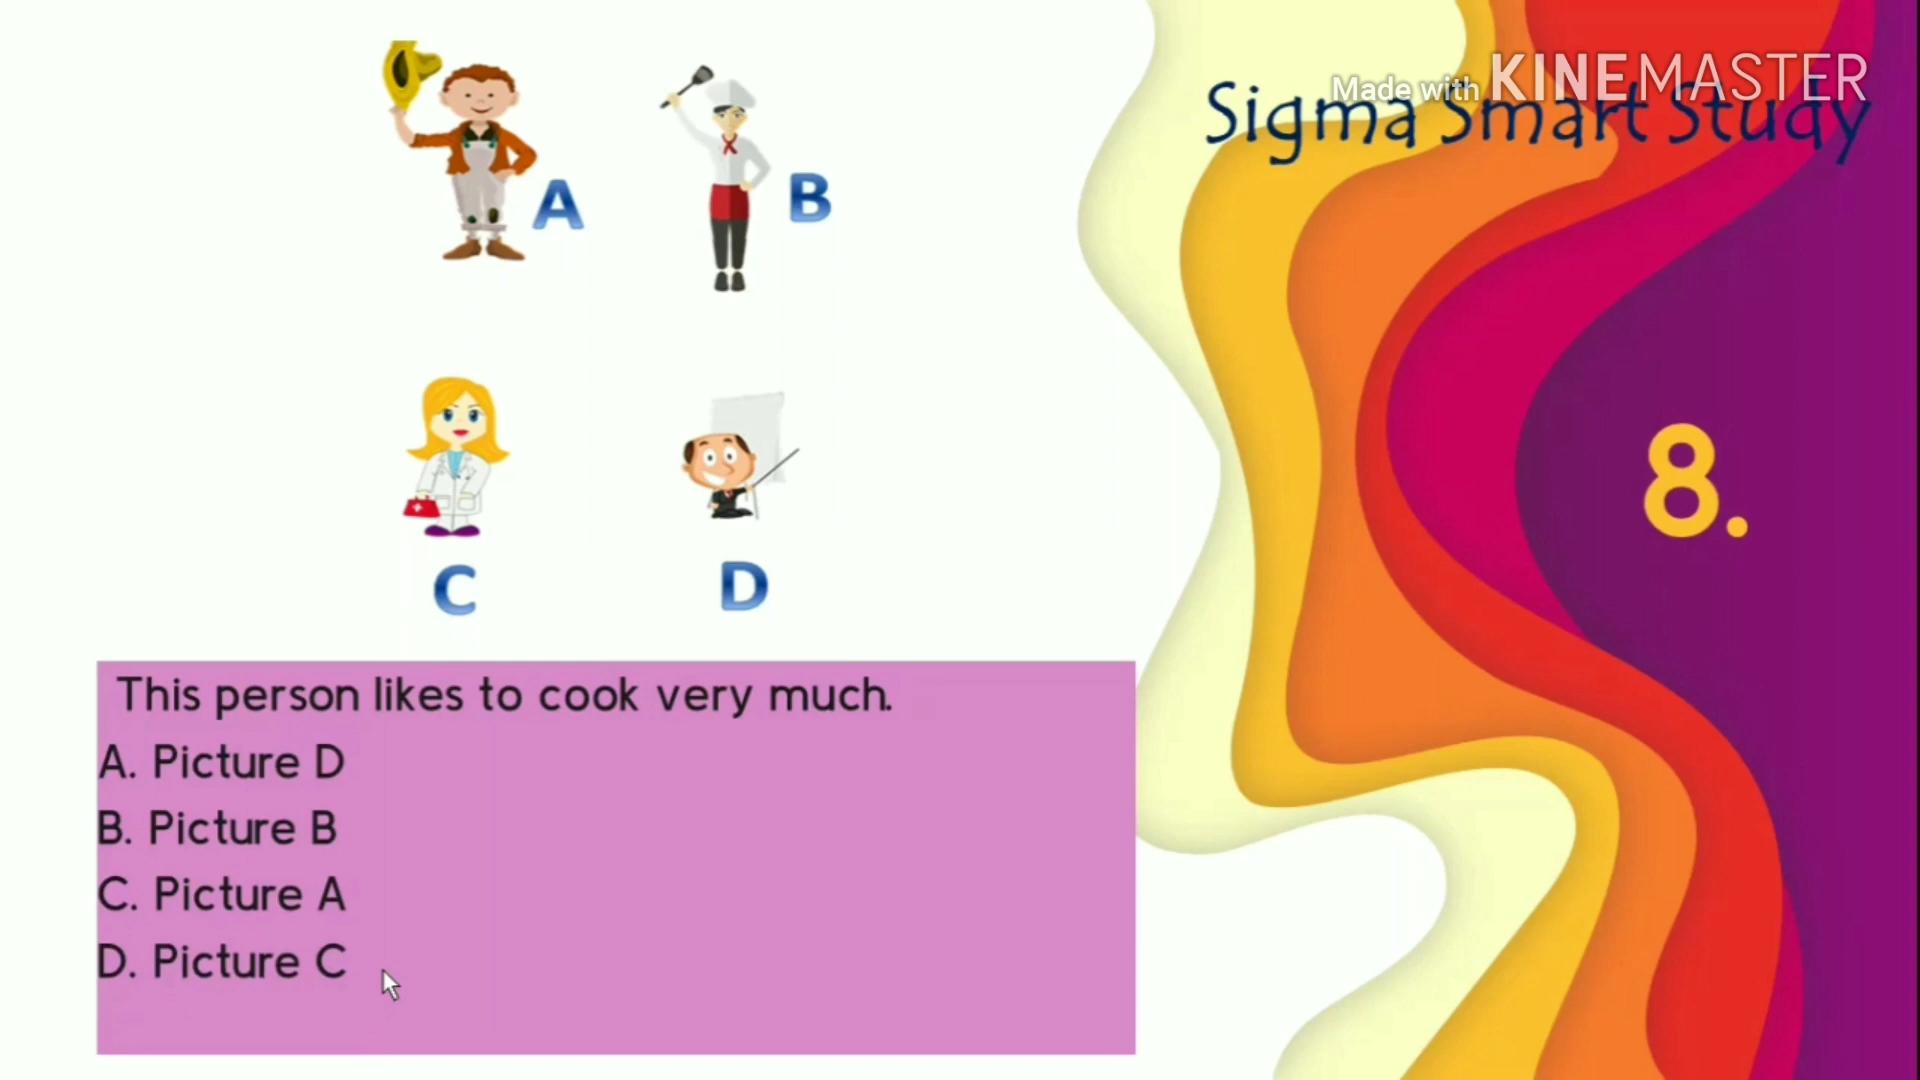 Made with KINEMASTER
Sigma Smart Study
A
B
C
D
8.
This person likes to cook very much.
A. Picture D
B. Picture B
C. Picture A
D. Picture C